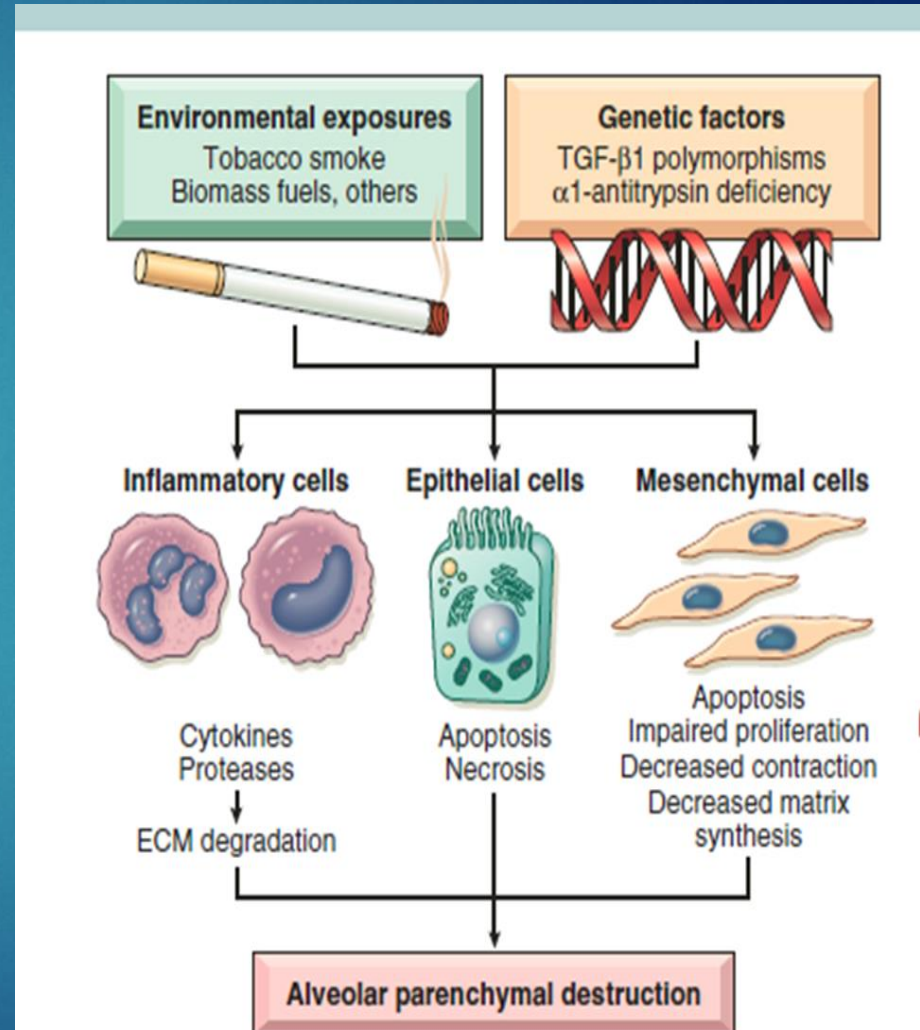 Environmental exposures
Tobacco smoke
Biomass fuels, others
Genetic factors
TGF-β1 polymorphisms
α1-antitrypsin deficiency
Inflammatory cells
Epithelial cells
Mesenchymal cells
Cytokines
Proteases
ECM degradation
Apoptosis
Necrosis
Apoptosis
Impaired proliferation
Decreased contraction
Decreased matrix
synthesis
Alveolar parenchymal destruction